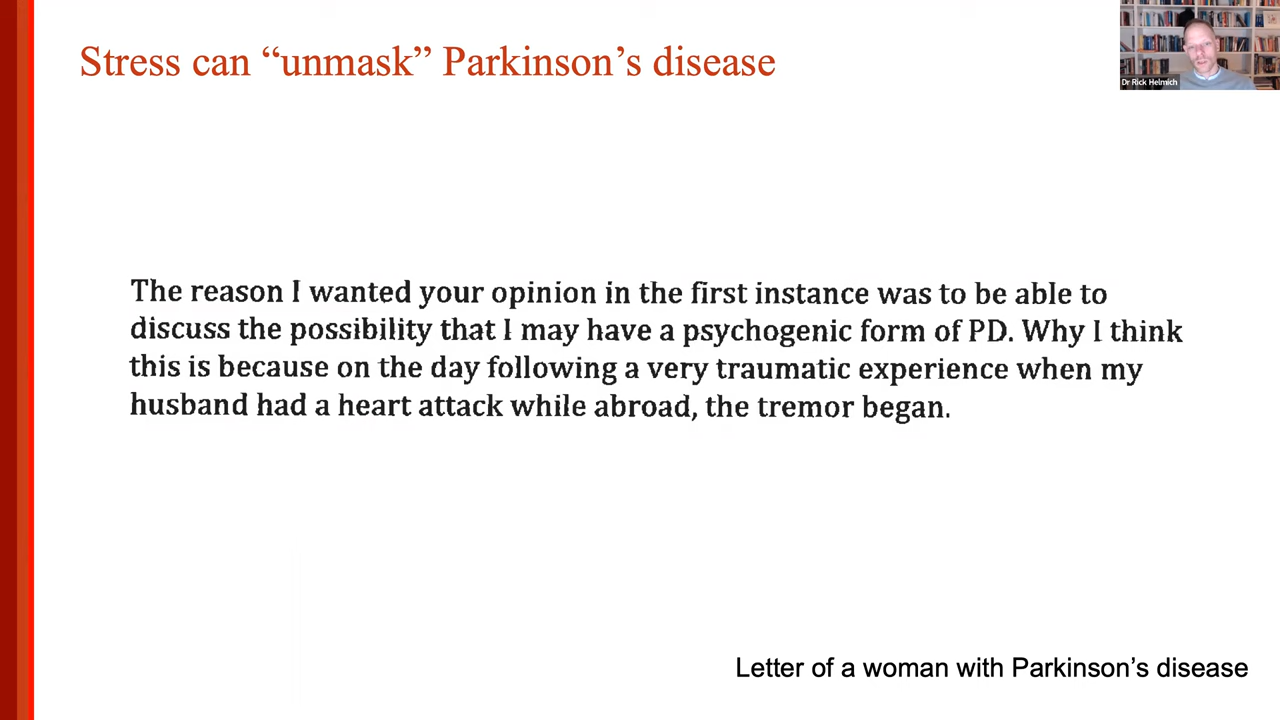 Stress can “unmask” Parkinson’s disease
Dr Rick Helmich
The reason I wanted your opinion in the first instance was to be able to
discuss the possibility that I may have a psychogenic form of PD. Why I think
this is because on the day following a very traumatic experience when my
husband had a heart attack while abroad, the tremor began.
Letter of a woman with Parkinson’s disease